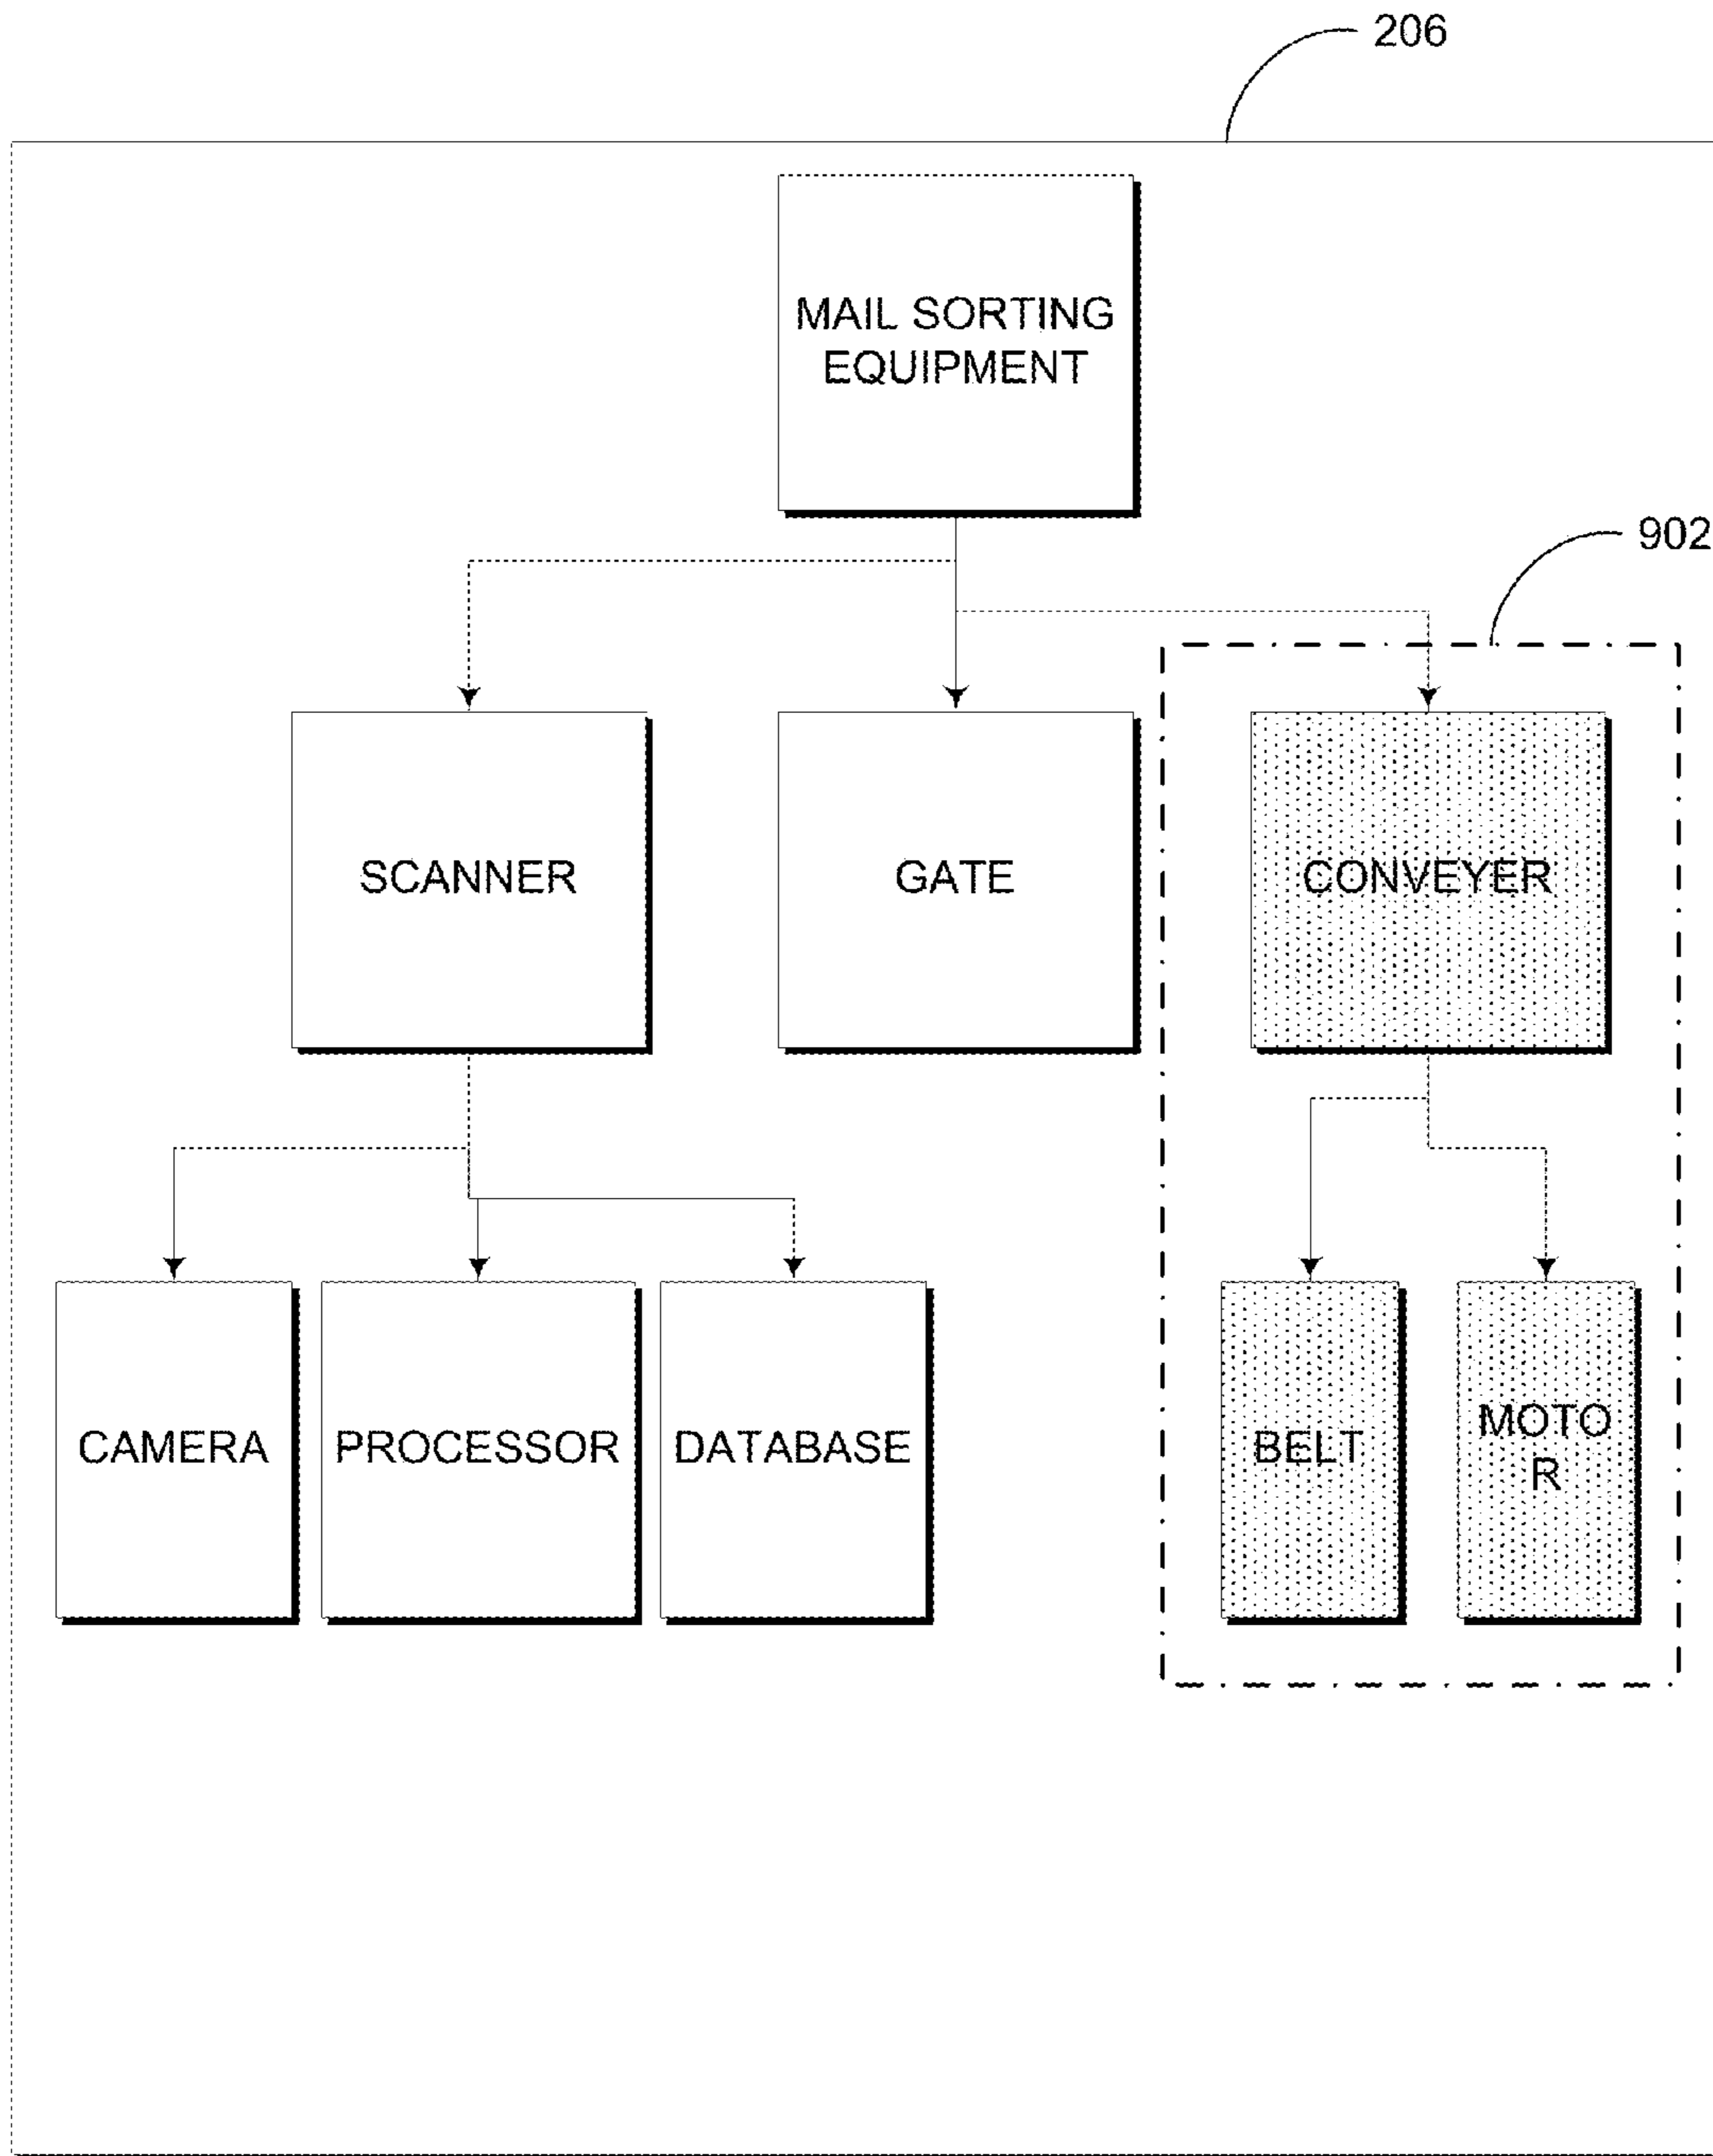 206
MAIL SORTING
EQUIPMENT
902
SCANNER
GATE
CONVEYER
CAMERA
PROCESSOR
DATABASE
BELT
MOTO
R